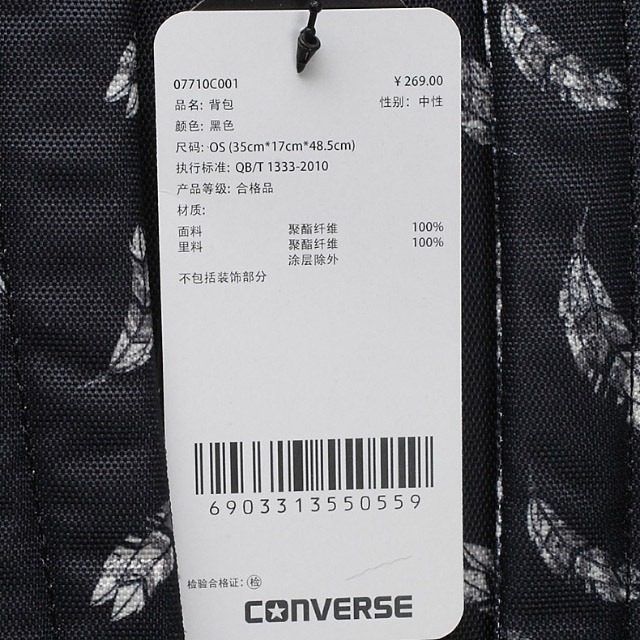 07710C001 ¥269.00
品名: 背包 性别: 中性
颜色: 黑色
尺码: OS (35cm*17cm*48.5cm)
执行标准: QB/T 1333-2010
产品等级: 合格品
材质:
面料 聚酯纤维 100%
里料 聚酯纤维 100%
涂层除外
不包括装饰部分
6903313550559
检验合格证: 检
CONVERSE